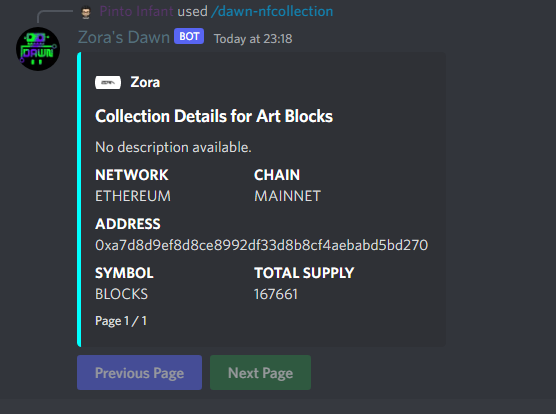 Pinto Infant used /dawn-nfcollection
DAWN
Zora's Dawn BOT Today at 23:18
Zora
Collection Details for Art Blocks
No description available.
NETWORK CHAIN
ETHEREUM MAINNET
ADDRESS
0xa7d8d9ef8d8ce8992df33d8b8cf4aebabd5bd270
SYMBOL TOTAL SUPPLY
BLOCKS 167661
Page 1 / 1
Previous Page Next Page